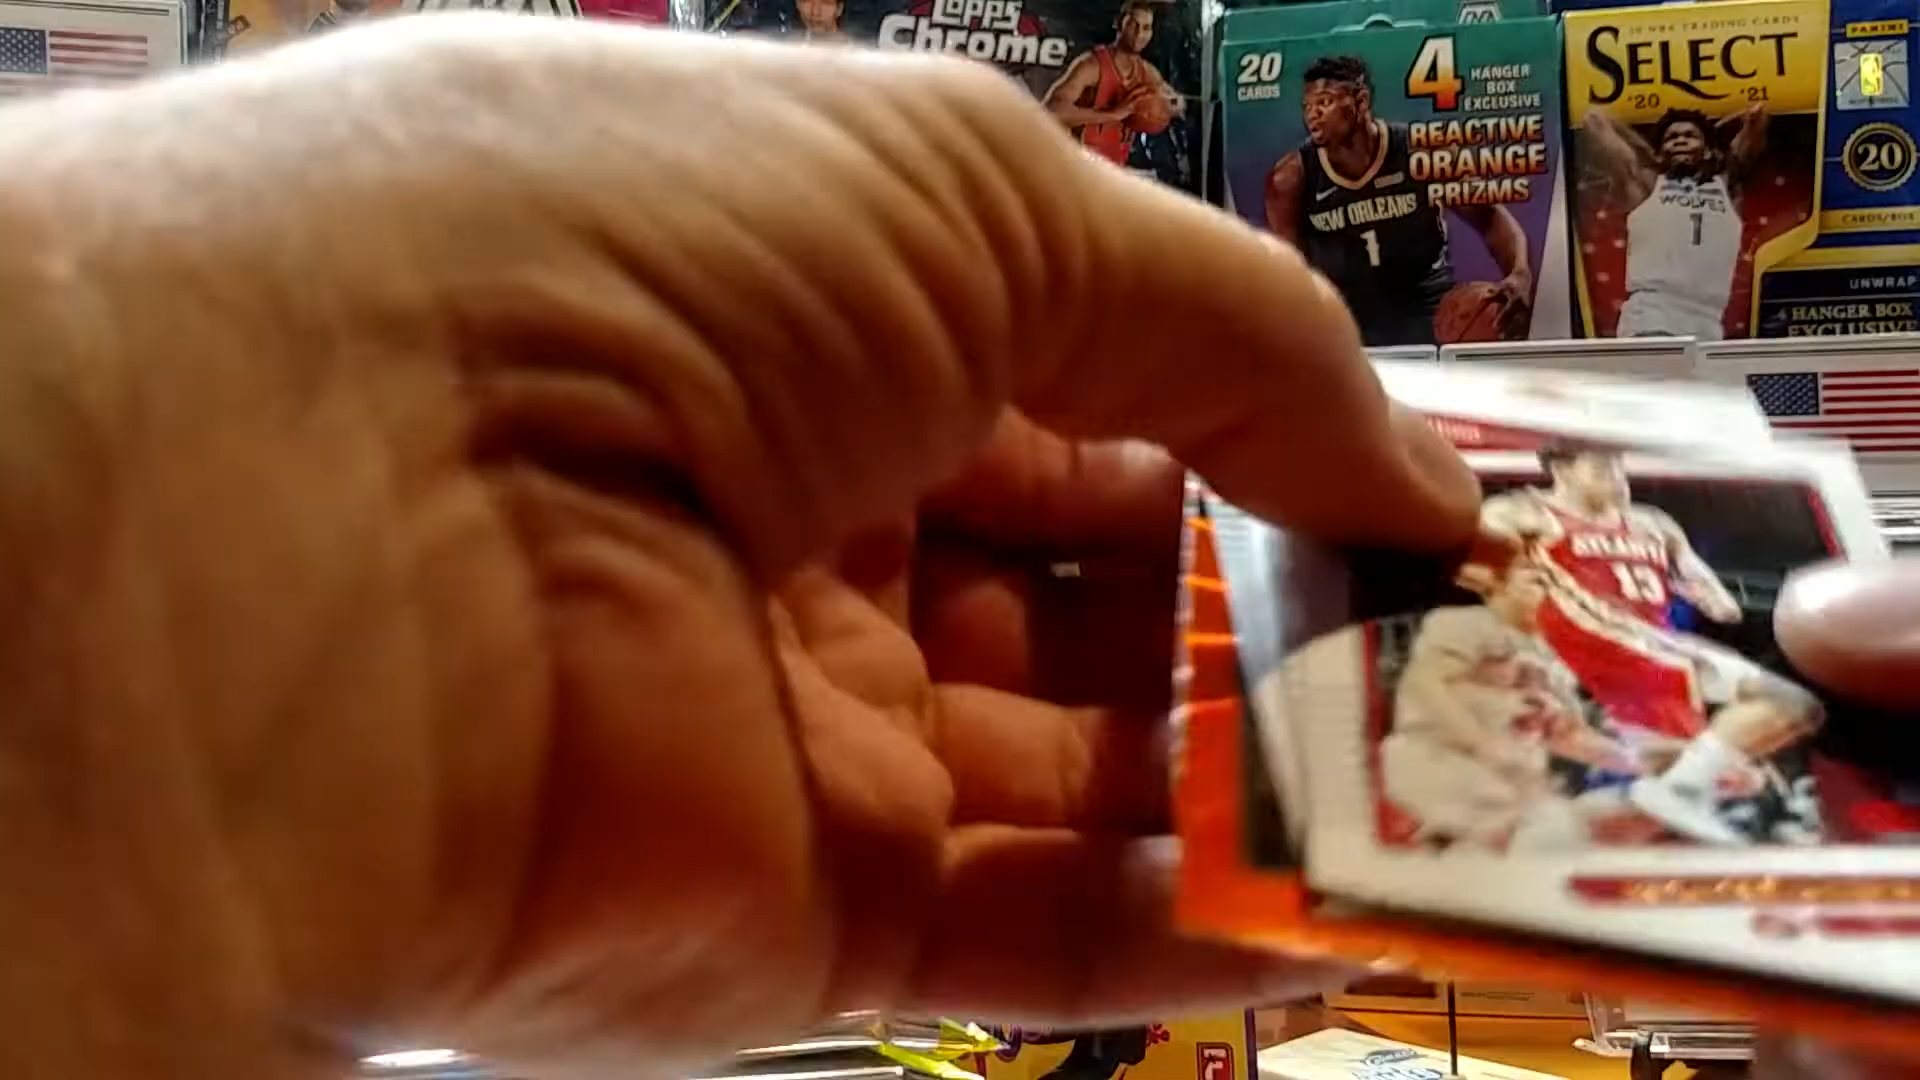 Topps
Chrome
20
CARDS
4
HANGER
BOX
EXCLUSIVE
REACTIVE
ORANGE
PRIZMS
NEW ORLEANS
1
20 NBA TRADING CARDS
SELECT
'20 '21
WOLVES
1
PANINI
20
CARDS/BOX
UNWRAP
4 HANGER BOX
EXCLUSIVE
ATLANTA
13